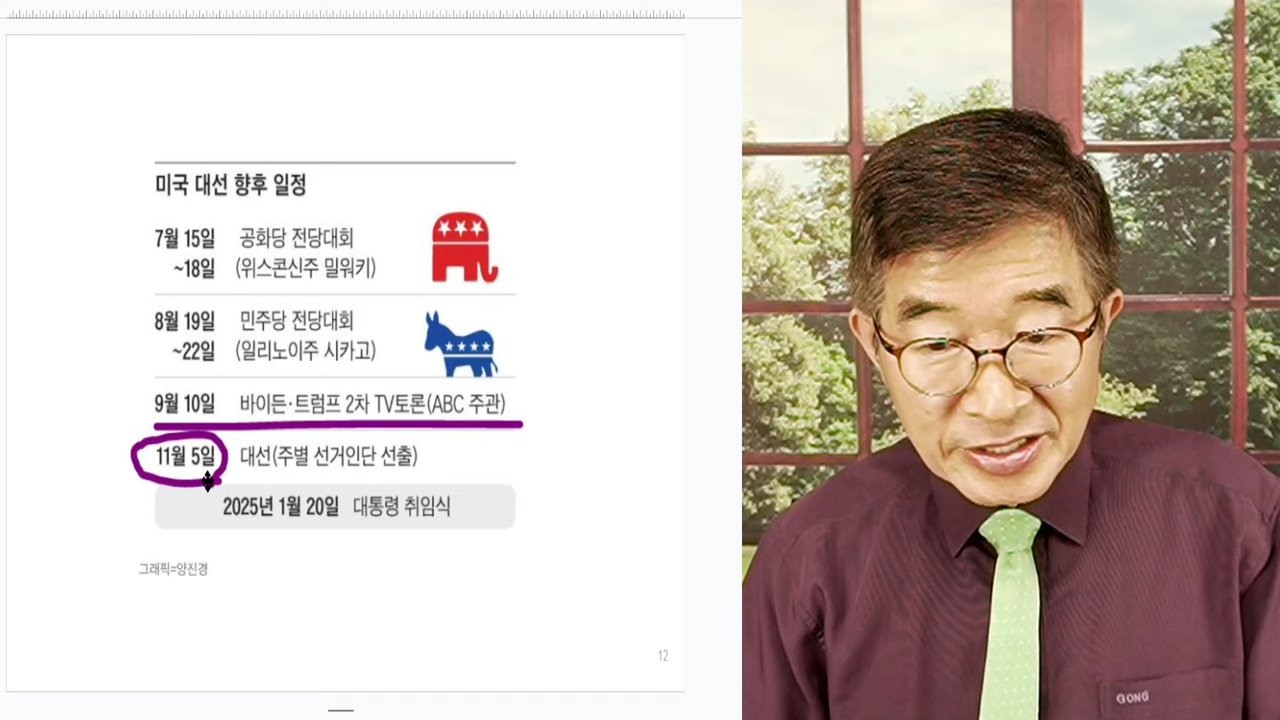 미국 대선 향후 일정
7월 15일 공화당 전당대회
~18일 (위스콘신주 밀워키)
8월 19일 민주당 전당대회
~22일 (일리노이주 시카고)
9월 10일 바이든·트럼프 2차 TV토론(ABC 주관)
11월 5일 대선(주별 선거인단 선출)
2025년 1월 20일 대통령 취임식
그래픽=양진경
12
GONG